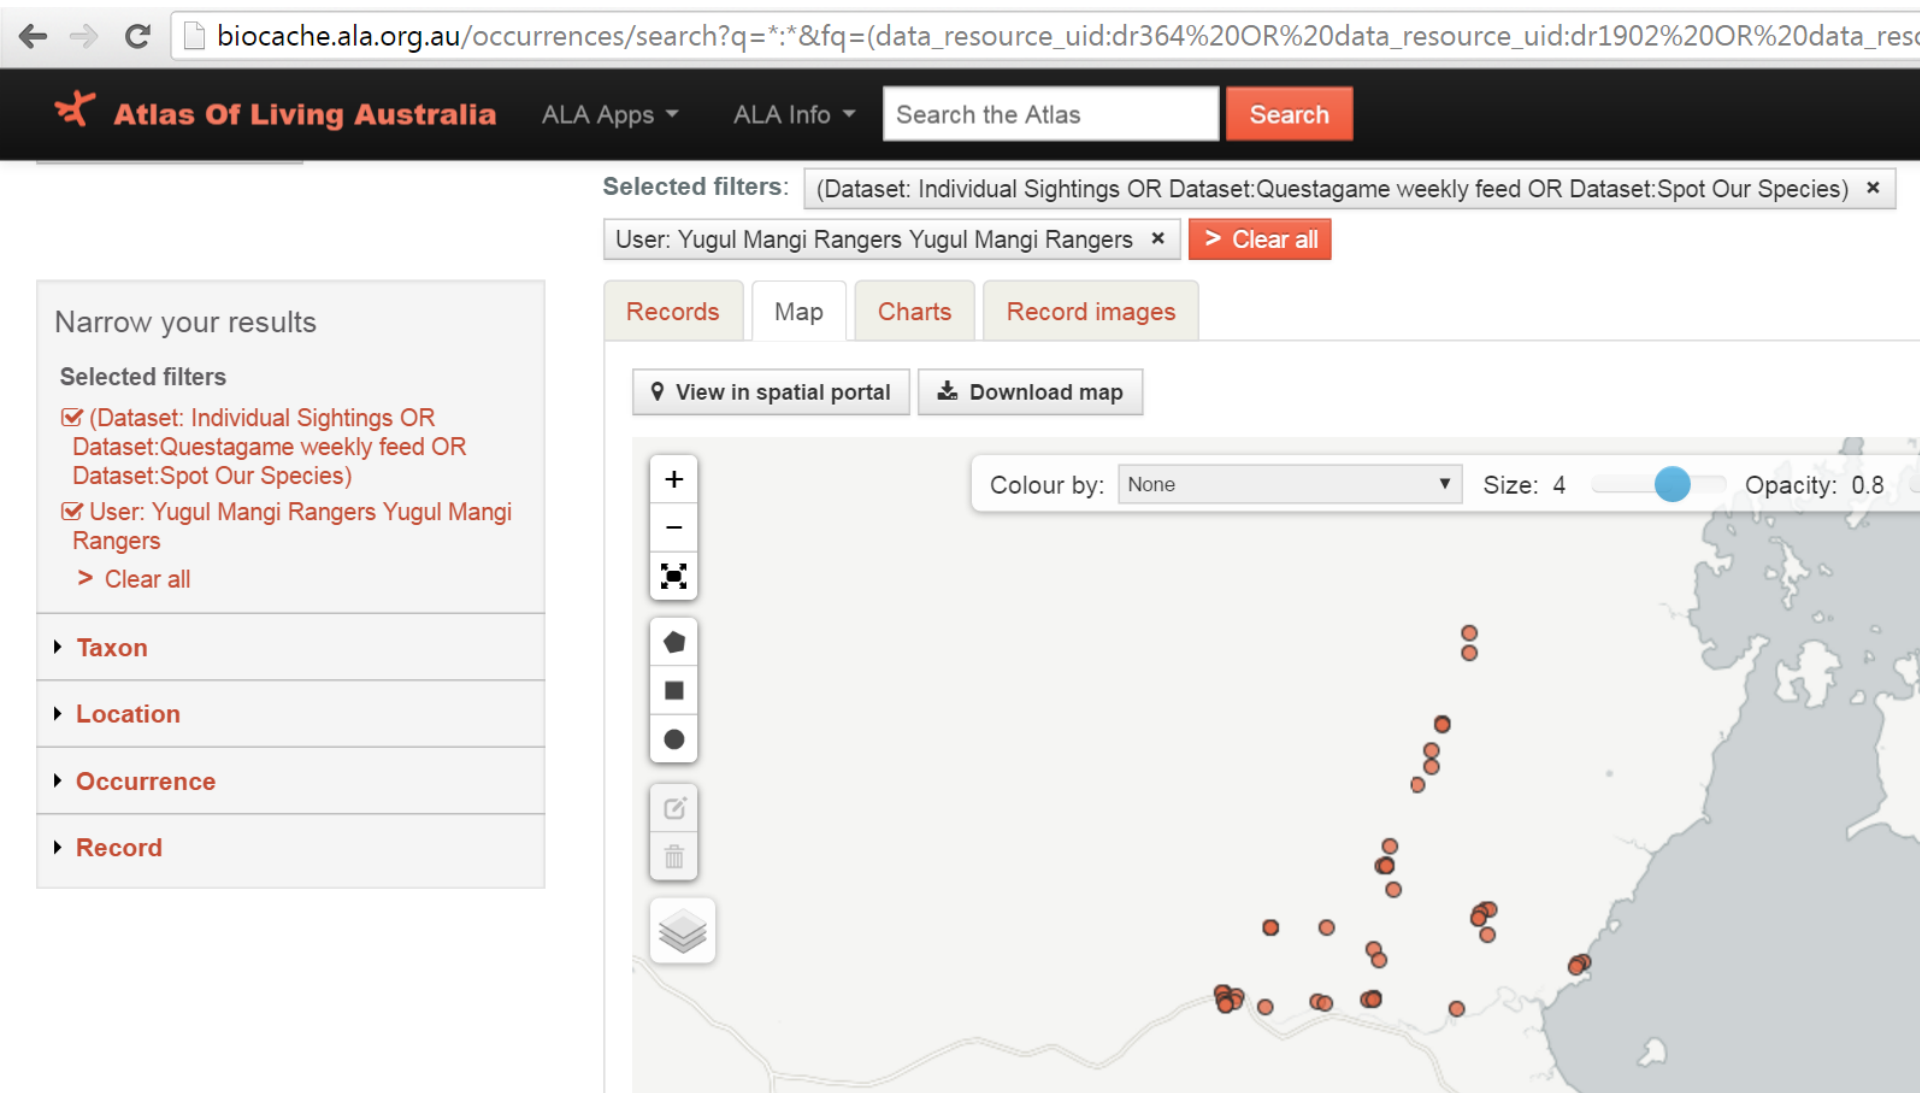 biocache.ala.org.au/occurrences/search?q=*:*&fq=(data_resource_uid:dr364%20OR%20data_resource_uid:dr1902%20OR%20data_reso
Atlas Of Living Australia ALA Apps ALA Info Search the Atlas Search
Selected filters: (Dataset: Individual Sightings OR Dataset:Questagame weekly feed OR Dataset:Spot Our Species) ×
User: Yugul Mangi Rangers Yugul Mangi Rangers × > Clear all
Narrow your results
Selected filters
(Dataset: Individual Sightings OR
Dataset:Questagame weekly feed OR
Dataset:Spot Our Species)
User: Yugul Mangi Rangers Yugul Mangi
Rangers
> Clear all
Taxon
Location
Occurrence
Record
Records Map Charts Record images
View in spatial portal Download map
+
−
Colour by: None Size: 4 Opacity: 0.8